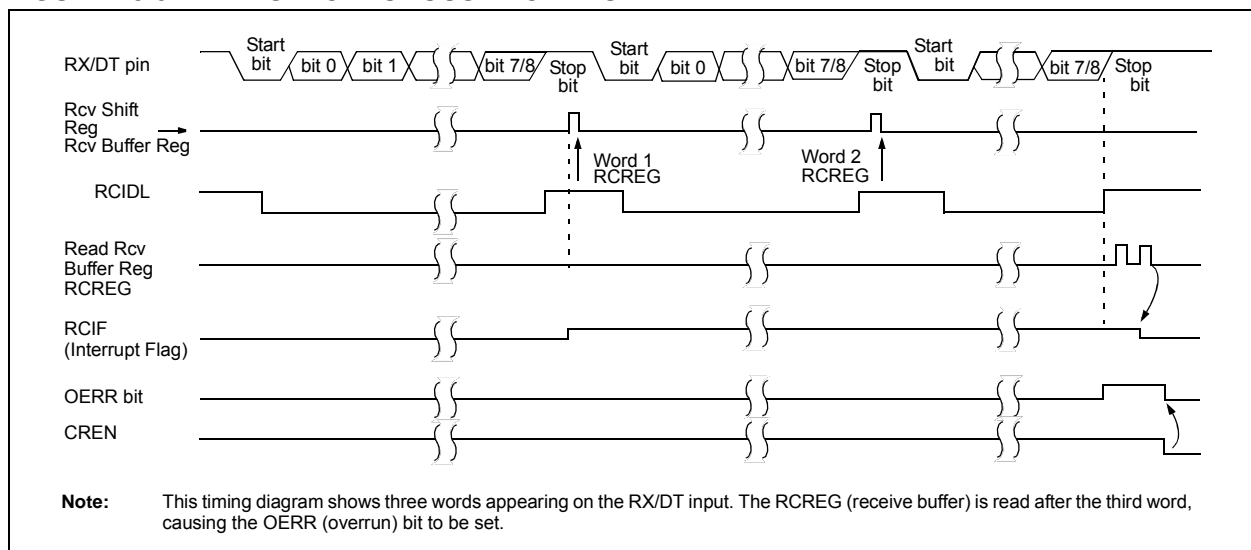 RX/DT pin
Start
bit
bit 0
bit 1
bit 7/8
Stop
bit
Start
bit
bit 0
bit 7/8
Stop
bit
Start
bit
bit 7/8
Stop
bit
Rcv Shift
Reg
Rcv Buffer Reg
Word 1
RCREG
Word 2
RCREG
RCIDL
Read Rcv
Buffer Reg
RCREG
RCIF
(Interrupt Flag)
OERR bit
CREN
Note: This timing diagram shows three words appearing on the RX/DT input. The RCREG (receive buffer) is read after the third word,
causing the OERR (overrun) bit to be set.